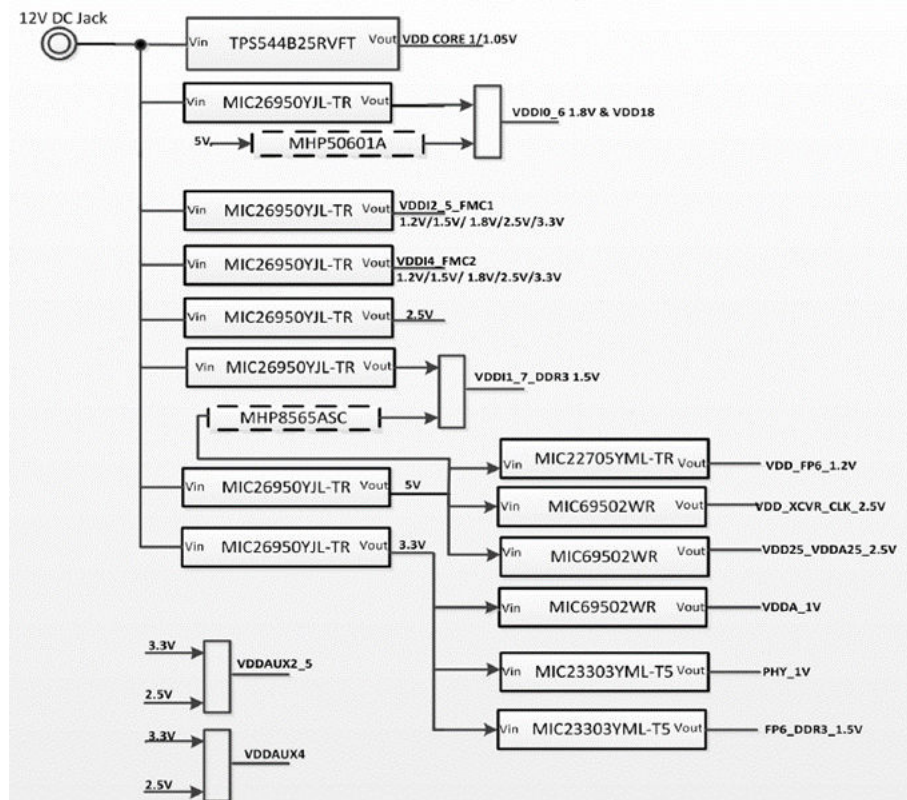 12V DC Jack
Vin TPS544B25RVFT Vout VDD CORE 1/1.05V
Vin MIC26950YJL-TR Vout
VDDI0_6 1.8V & VDD18
5V MHP50601A
Vin MIC26950YJL-TR Vout VDDI2_5_FMC1
1.2V/1.5V/ 1.8V/2.5V/3.3V
Vin MIC26950YJL-TR Vout VDDI4_FMC2
1.2V/1.5V/ 1.8V/2.5V/3.3V
Vin MIC26950YJL-TR Vout 2.5V
Vin MIC26950YJL-TR Vout
VDDI1_7_DDR3 1.5V
MHP8565ASC
Vin MIC22705YML-TR Vout VDD_FP6_1.2V
Vin MIC26950YJL-TR Vout 5V
Vin MIC69502WR Vout VDD_XCVR_CLK_2.5V
Vin MIC26950YJL-TR Vout 3.3V
Vin MIC69502WR Vout VDD25_VDDA25_2.5V
Vin MIC69502WR Vout VDDA_1V
3.3V
VDDAUX2_5
2.5V
Vin MIC23303YML-T5 Vout PHY_1V
Vin MIC23303YML-T5 Vout FP6_DDR3_1.5V
3.3V
VDDAUX4
2.5V